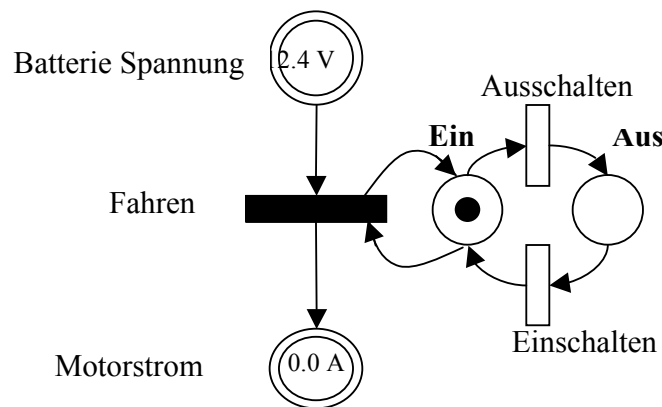 Batterie Spannung
12.4 V
Ausschalten
Ein
Aus
Fahren
Einschalten
Motorstrom
0.0 A